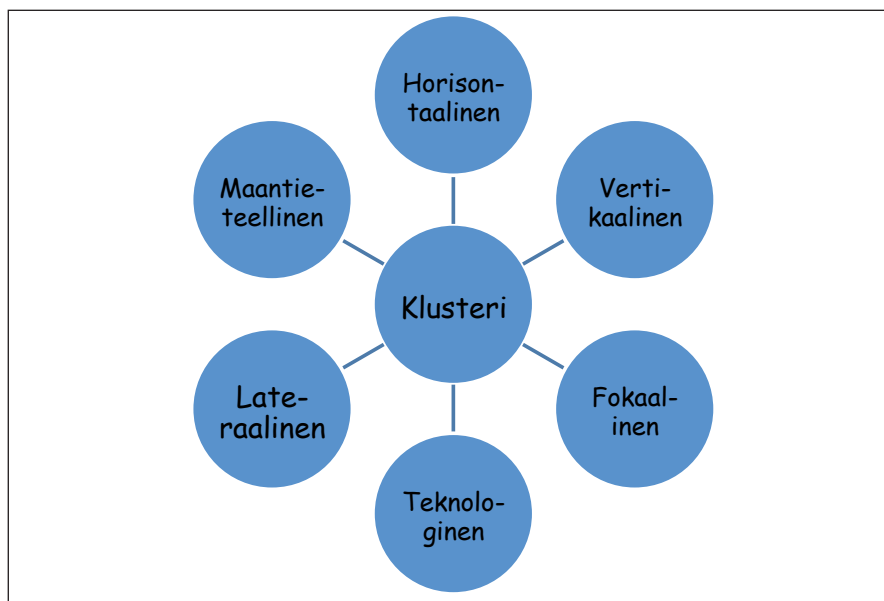 Horison-
taalinen
Maantie-
teellinen
Verti-
kaalinen
Klusteri
Late-
raalinen
Fokaal-
inen
Teknolo-
ginen